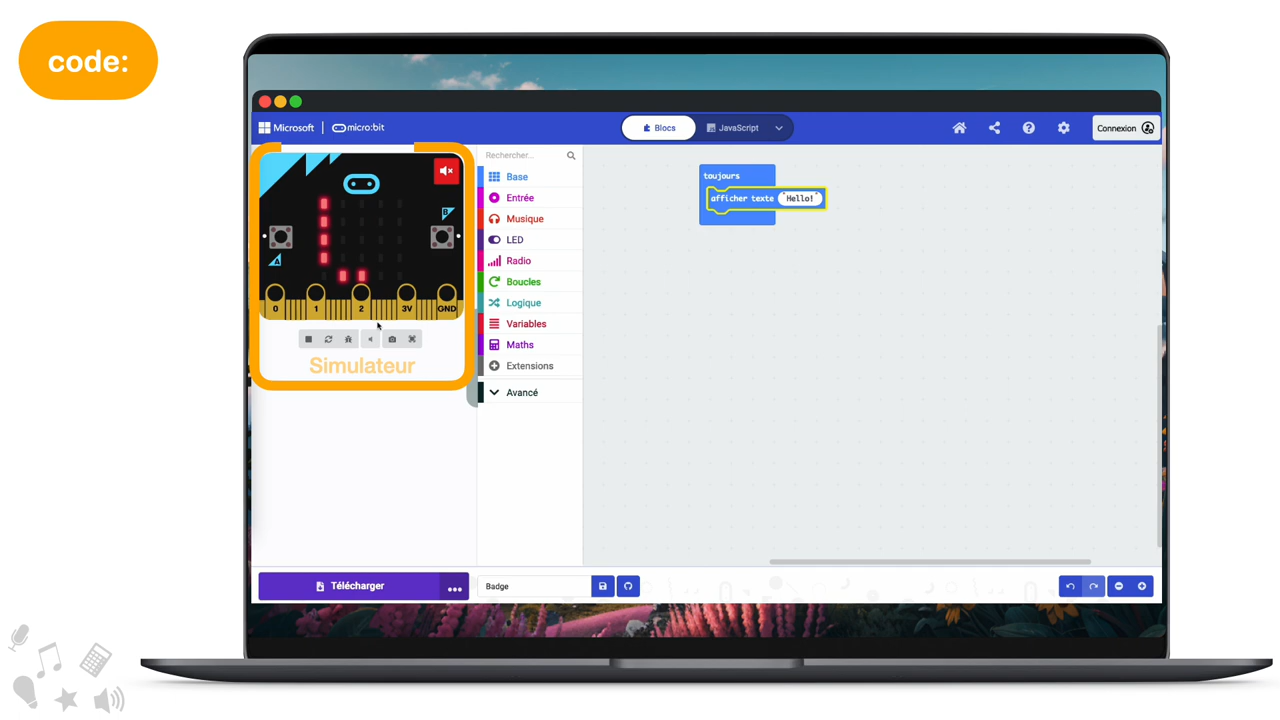 code:
Microsoft | micro:bit
Blocs
JavaScript
Connexion
B
A
0 1 2 3V GND
Simulateur
Rechercher...
Base
Entrée
Musique
LED
Radio
Boucles
Logique
Variables
Maths
Extensions
Avancé
toujours
afficher texte "Hello!"
Télécharger
Badge